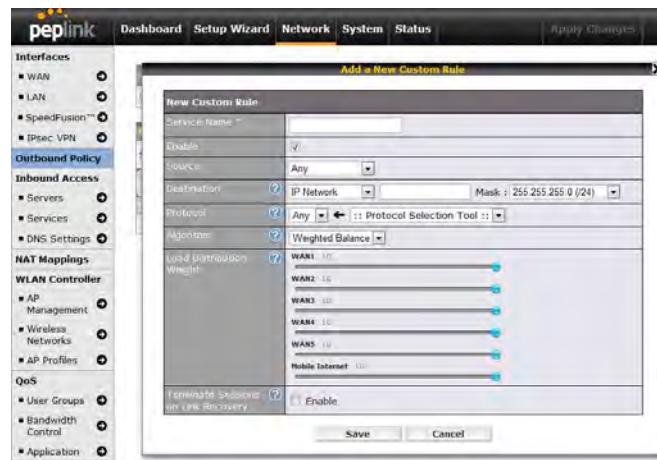 peplink
Dashboard Setup Wizard Network System Status Apply Changes
Interfaces
WAN
LAN
SpeedFusion™
IPsec VPN
Outbound Policy
Inbound Access
Servers
Services
DNS Settings
NAT Mappings
WLAN Controller
AP Management
Wireless Networks
AP Profiles
QoS
User Groups
Bandwidth Control
Application
Add a New Custom Rule
New Custom Rule
Service Name *
Enable
Source Any
Destination IP Network Mask : 255.255.255.0 (/24)
Protocol Any :: Protocol Selection Tool ::
Algorithm Weighted Balance
Load Distribution Weight
WAN1 10
WAN2 10
WAN3 10
WAN4 10
WAN5 10
Mobile Internet 10
Terminate Sessions on Link Recovery Enable
Save Cancel